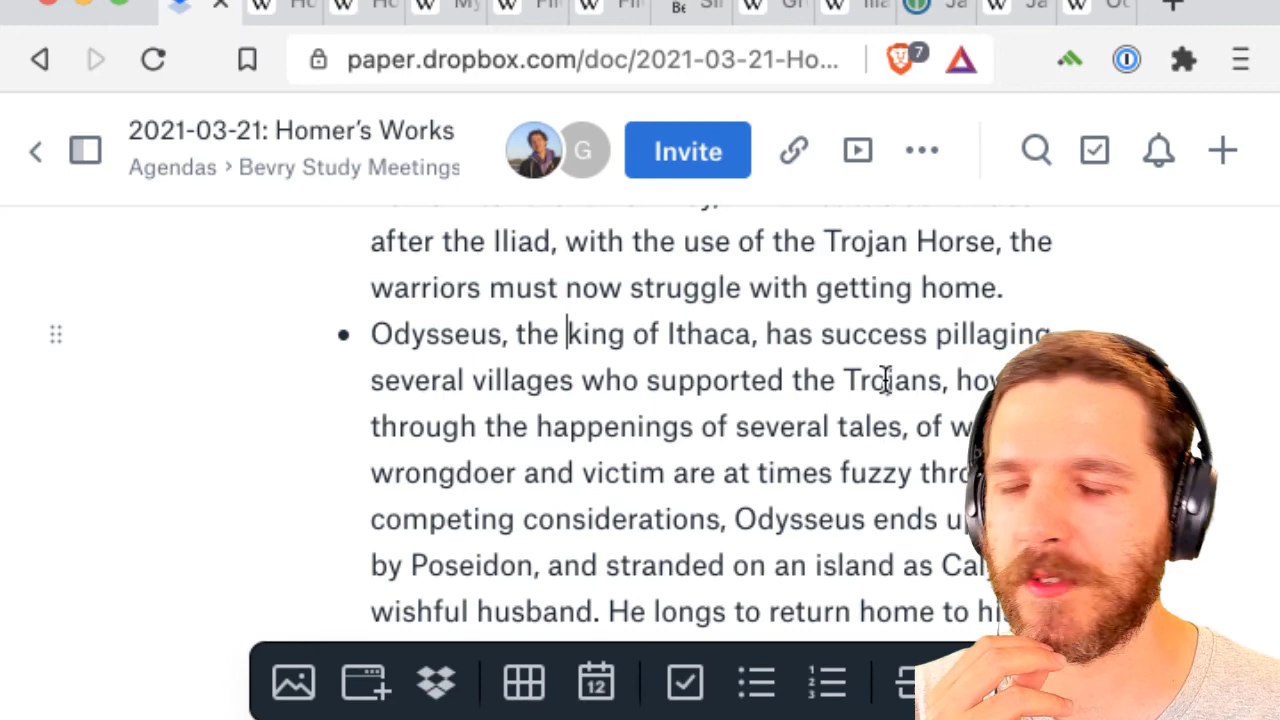 paper.dropbox.com/doc/2021-03-21-Ho...
7
2021-03-21: Homer's Works
Agendas > Bevry Study Meetings
G
Invite
after the Iliad, with the use of the Trojan Horse, the
warriors must now struggle with getting home.
• Odysseus, the king of Ithaca, has success pillaging
several villages who supported the Trojans,
through the happenings of several tales, of
wrongdoer and victim are at times fuzzy
competing considerations, Odysseus ends
by Poseidon, and stranded on an island as
wishful husband. He longs to return home to
12